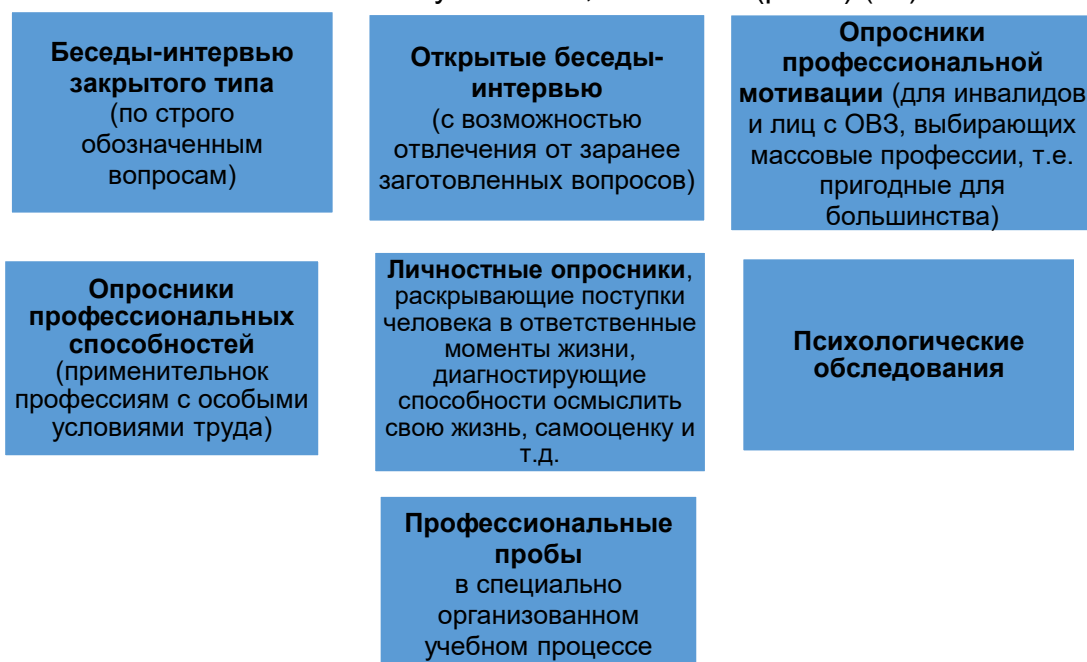 Беседы-интервью
закрытого типа
(по строго
обозначенным
вопросам)
Открытые беседы-
интервью
(с возможностью
отвлечения от заранее
заготовленных вопросов)
Опросники
профессиональной
мотивации (для инвалидов
и лиц с ОВЗ, выбирающих
массовые профессии, т.е.
пригодные для
большинства)
Опросники
профессиональных
способностей
(применительнок
профессиям с особыми
условиями труда)
Личностные опросники,
раскрывающие поступки
человека в ответственные
моменты жизни,
диагностирующие
способности осмыслить
свою жизнь, самооценку и
т.д.
Психологические
обследования
Профессиональные
пробы
в специально
организованном
учебном процессе